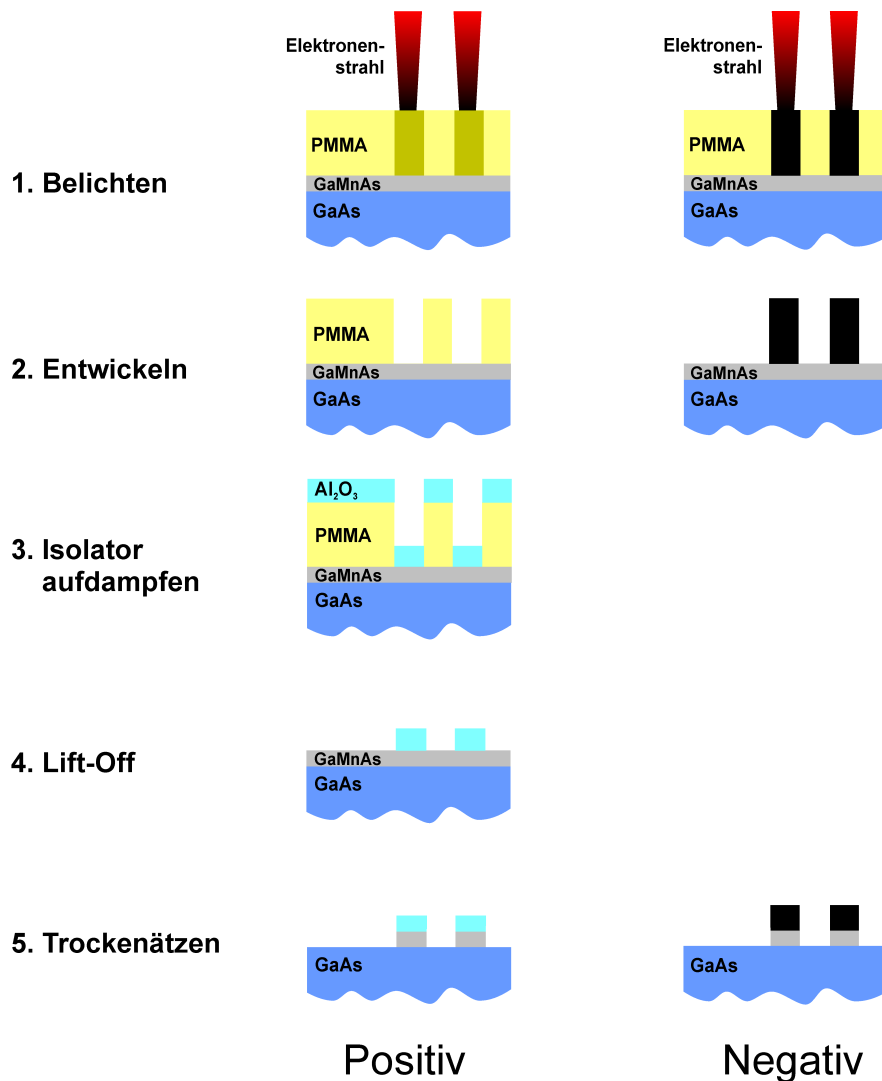 Elektronen-
strahl
Elektronen-
strahl
1. Belichten
PMMA
GaMnAs
GaAs
PMMA
GaMnAs
GaAs
2. Entwickeln
PMMA
GaMnAs
GaAs
GaMnAs
GaAs
3. Isolator
aufdampfen
Al₂O₃
PMMA
GaMnAs
GaAs
4. Lift-Off
GaMnAs
GaAs
5. Trockenätzen
GaAs
GaAs
Positiv
Negativ